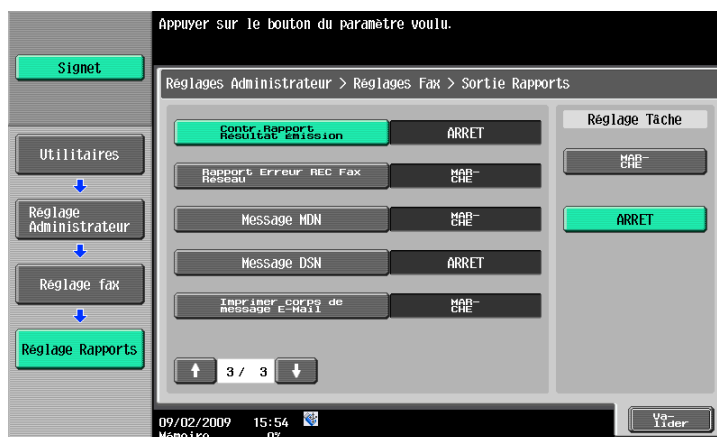 Appuyer sur le bouton du paramètre voulu.
Signet
Réglages Administrateur > Réglages Fax > Sortie Rapports
Utilitaires
Réglage
Administrateur
Réglage fax
Réglage Rapports
Contr.Rapport
Résultat émission
ARRET
Rapport Erreur REC Fax
Réseau
MAR-
CHE
Message MDN
MAR-
CHE
Message DSN
ARRET
Imprimer corps de
message E-Mail
MAR-
CHE
3/ 3
Réglage Tâche
MAR-
CHE
ARRET
09/02/2009 15:54
Mémoire 0%
Va-
lider